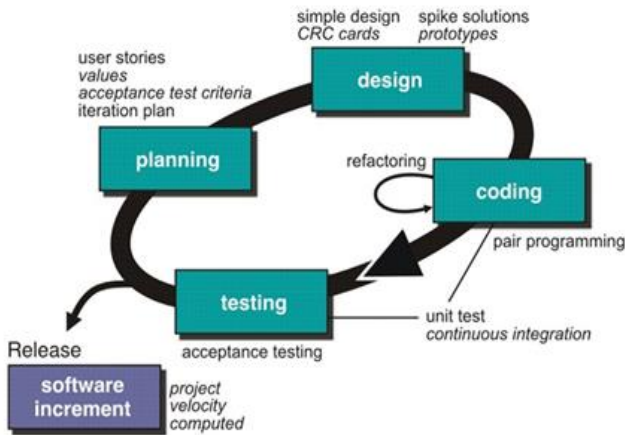 simple design
CRC cards
spike solutions
prototypes
design
user stories
values
acceptance test criteria
iteration plan
planning
refactoring
coding
pair programming
testing
acceptance testing
unit test
continuous integration
Release
software
increment
project
velocity
computed